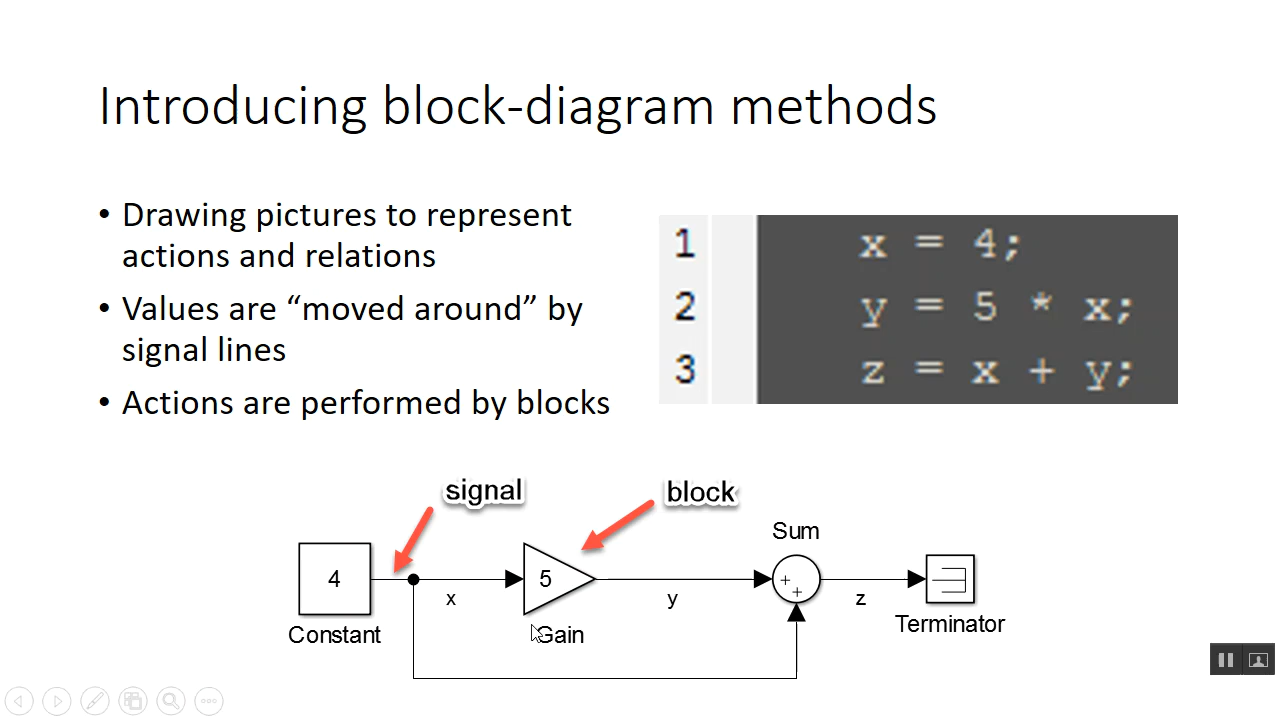 Introducing block-diagram methods
• Drawing pictures to represent
actions and relations
• Values are “moved around” by
signal lines
• Actions are performed by blocks
1 x = 4;
2 y = 5 * x;
3 z = x + y;
signal
block
Sum
4
5
+
+
x
y
z
Constant
Gain
Terminator